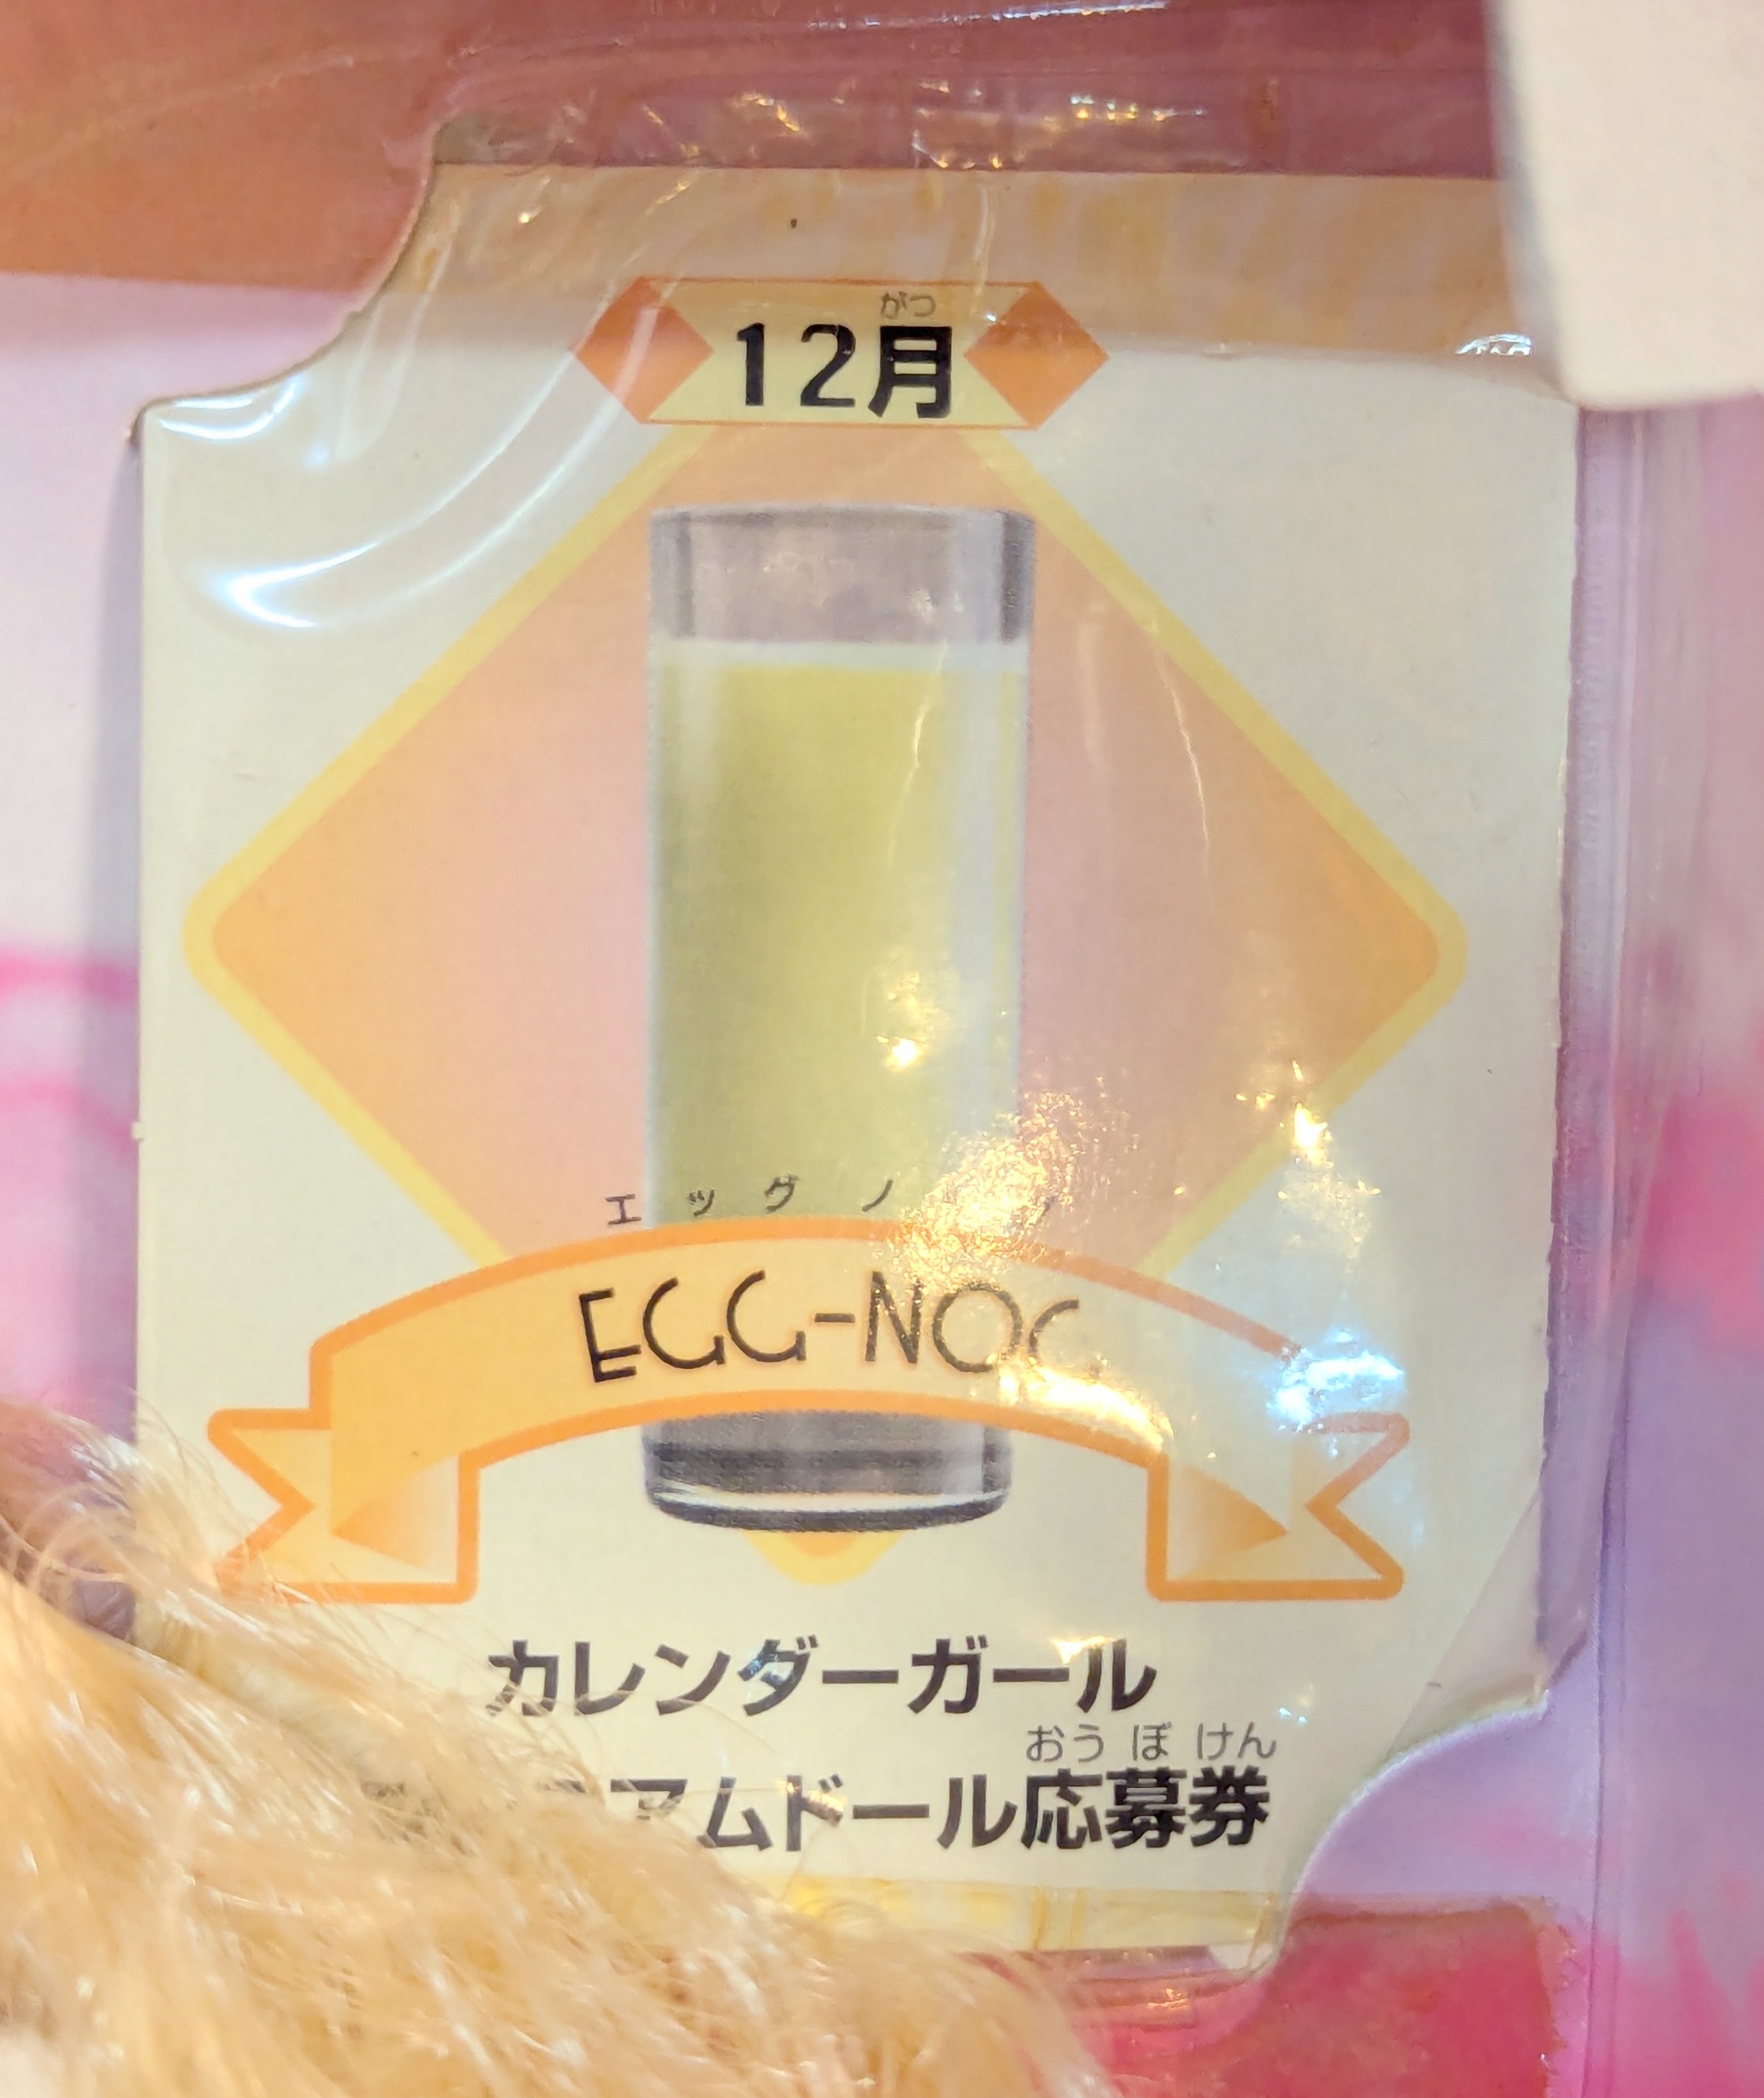 がつ
12月
エッグノ
EGG-NOG
カレンダーガール
おうぼけん
アムドール応募券